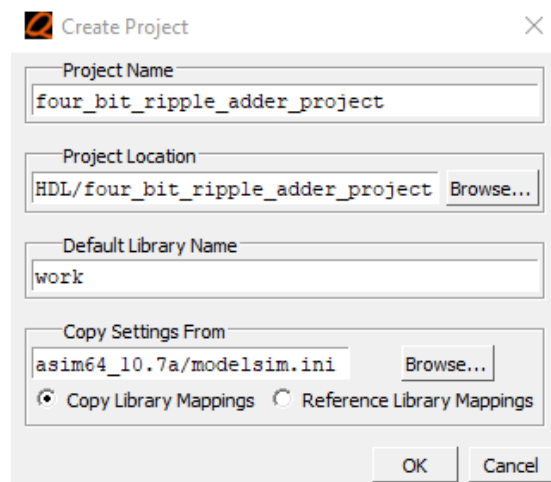 Create Project
Project Name
four_bit_ripple_adder_project
Project Location
HDL/four_bit_ripple_adder_project Browse...
Default Library Name
work
Copy Settings From
asim64_10.7a/modelsim.ini Browse...
Copy Library Mappings Reference Library Mappings
OK Cancel